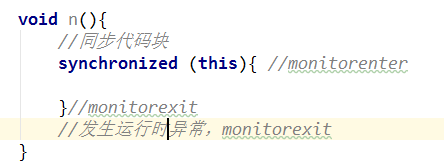 void n(){
//同步代码块
synchronized (this){ //monitorenter
}//monitorexit
//发生运行时异常，monitorexit
}